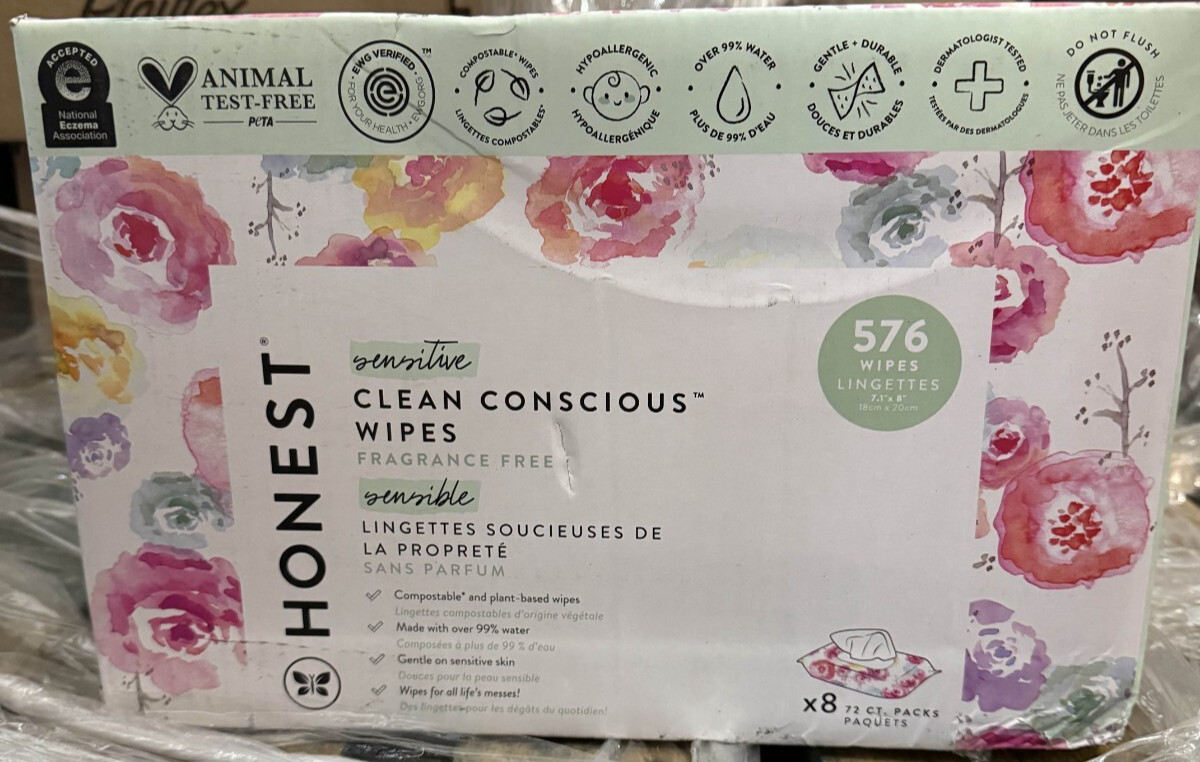 Playtex
ACCEPTED
National
Eczema
Association
ANIMAL
TEST-FREE
PeTA
EWG VERIFIED ™
• FOR YOUR HEALTH • EWG.ORG
COMPOSTABLE* WIPES
LINGETTES COMPOSTABLES*
HYPOALLERGENIC
HYPOALLERGÉNIQUE
OVER 99% WATER
PLUS DE 99% D'EAU
GENTLE + DURABLE
DOUCES ET DURABLES
DERMATOLOGIST TESTED
TESTÉES PAR DES DERMATOLOGUES
DO NOT FLUSH
NE PAS JETER DANS LES TOILETTES
HONEST®
sensitive
CLEAN CONSCIOUS™
WIPES
FRAGRANCE FREE
sensible
LINGETTES SOUCIEUSES DE
LA PROPRETÉ
SANS PARFUM
Compostable* and plant-based wipes
Lingettes compostables d'origine végétale
Made with over 99% water
Composées à plus de 99 % d'eau
Gentle on sensitive skin
Douces pour la peau sensible
Wipes for all life's messes!
Des lingettes pour les dégâts du quotidien!
576
WIPES
LINGETTES
7.1"x 8"
18cm x 20cm
x8 72 CT. PACKS
PAQUETS